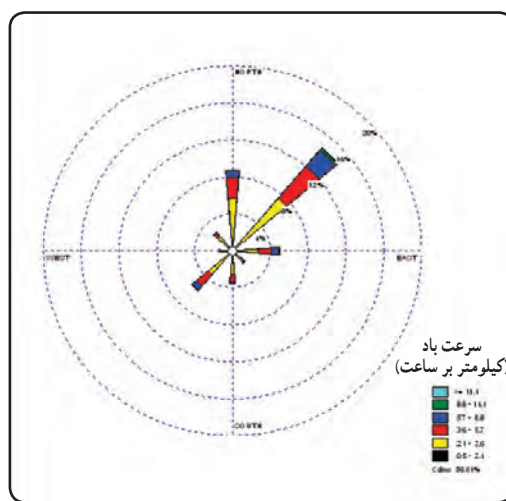 NORTH
20%
16%
12%
8%
4%
WEST
EAST
SOUTH
سرعت باد
(کیلومتر بر ساعت)
>= 11.1
8.8 - 11.1
5.7 - 8.8
3.6 - 5.7
2.1 - 3.6
0.5 - 2.1